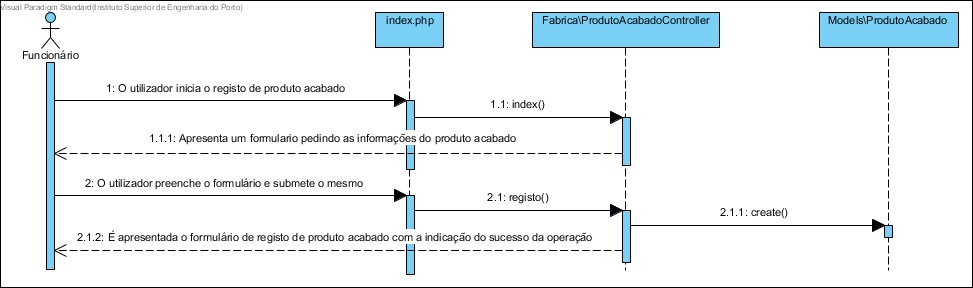 Visual Paradigm Standard(Instituto Superior de Engenharia do Porto)
index.php
Fabrica\ProdutoAcabadoController
Models\ProdutoAcabado
Funcionário
1: O utilizador inicia o registo de produto acabado
1.1: index()
1.1.1: Apresenta um formulario pedindo as informações do produto acabado
2: O utilizador preenche o formulário e submete o mesmo
2.1: registo()
2.1.1: create()
2.1.2: É apresentada o formulário de registo de produto acabado com a indicação do sucesso da operação